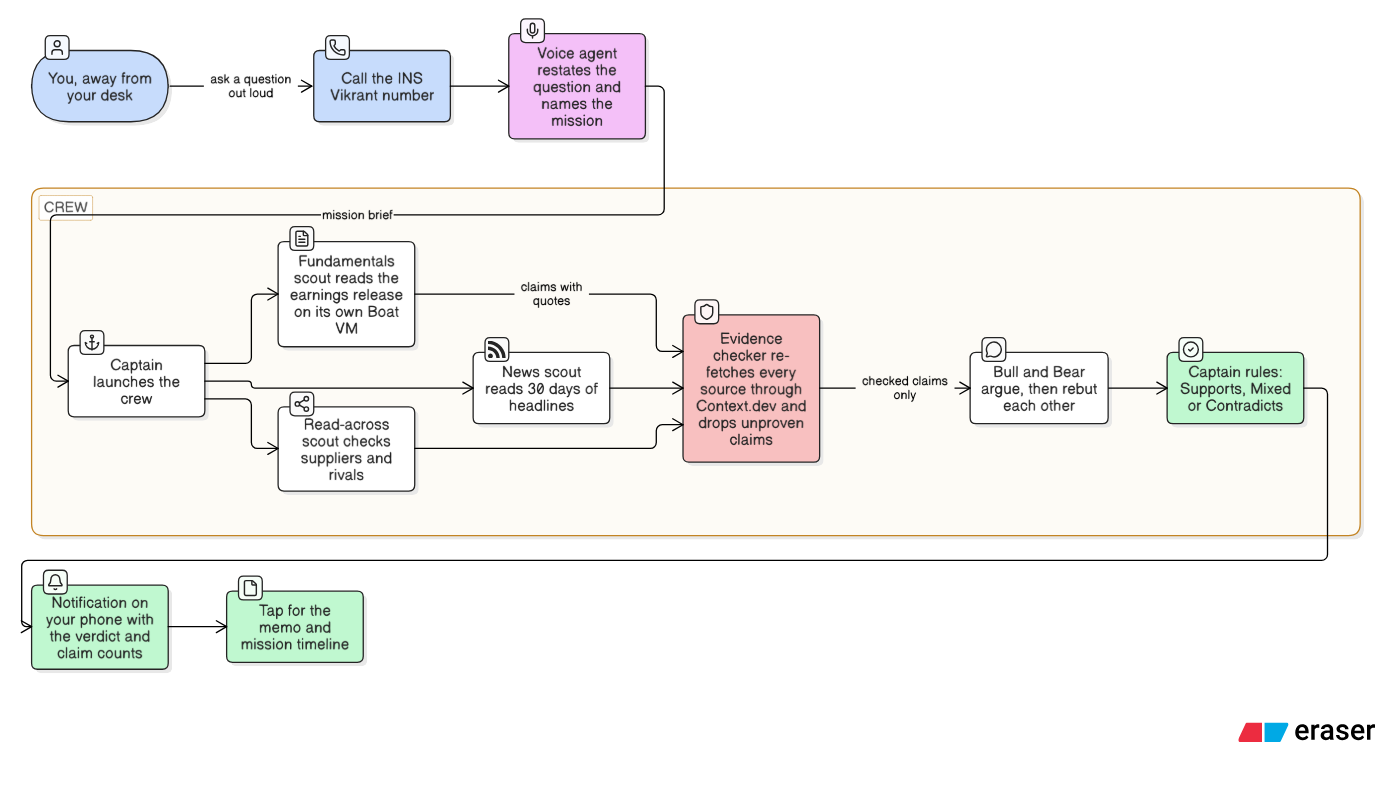 You, away from
your desk
ask a question
out loud
Call the INS
Vikrant number
Voice agent
restates the
question and
names the
mission
CREW
mission brief
Captain
launches the
crew
Fundamentals
scout reads the
earnings release
on its own Boat
VM
claims with
quotes
News scout
reads 30 days of
headlines
Read-across
scout checks
suppliers and
rivals
Evidence
checker re-
fetches every
source through
Context.dev and
drops unproven
claims
checked claims
only
Bull and Bear
argue, then rebut
each other
Captain rules:
Supports, Mixed
or Contradicts
Notification on
your phone with
the verdict and
claim counts
Tap for the
memo and
mission timeline
eraser